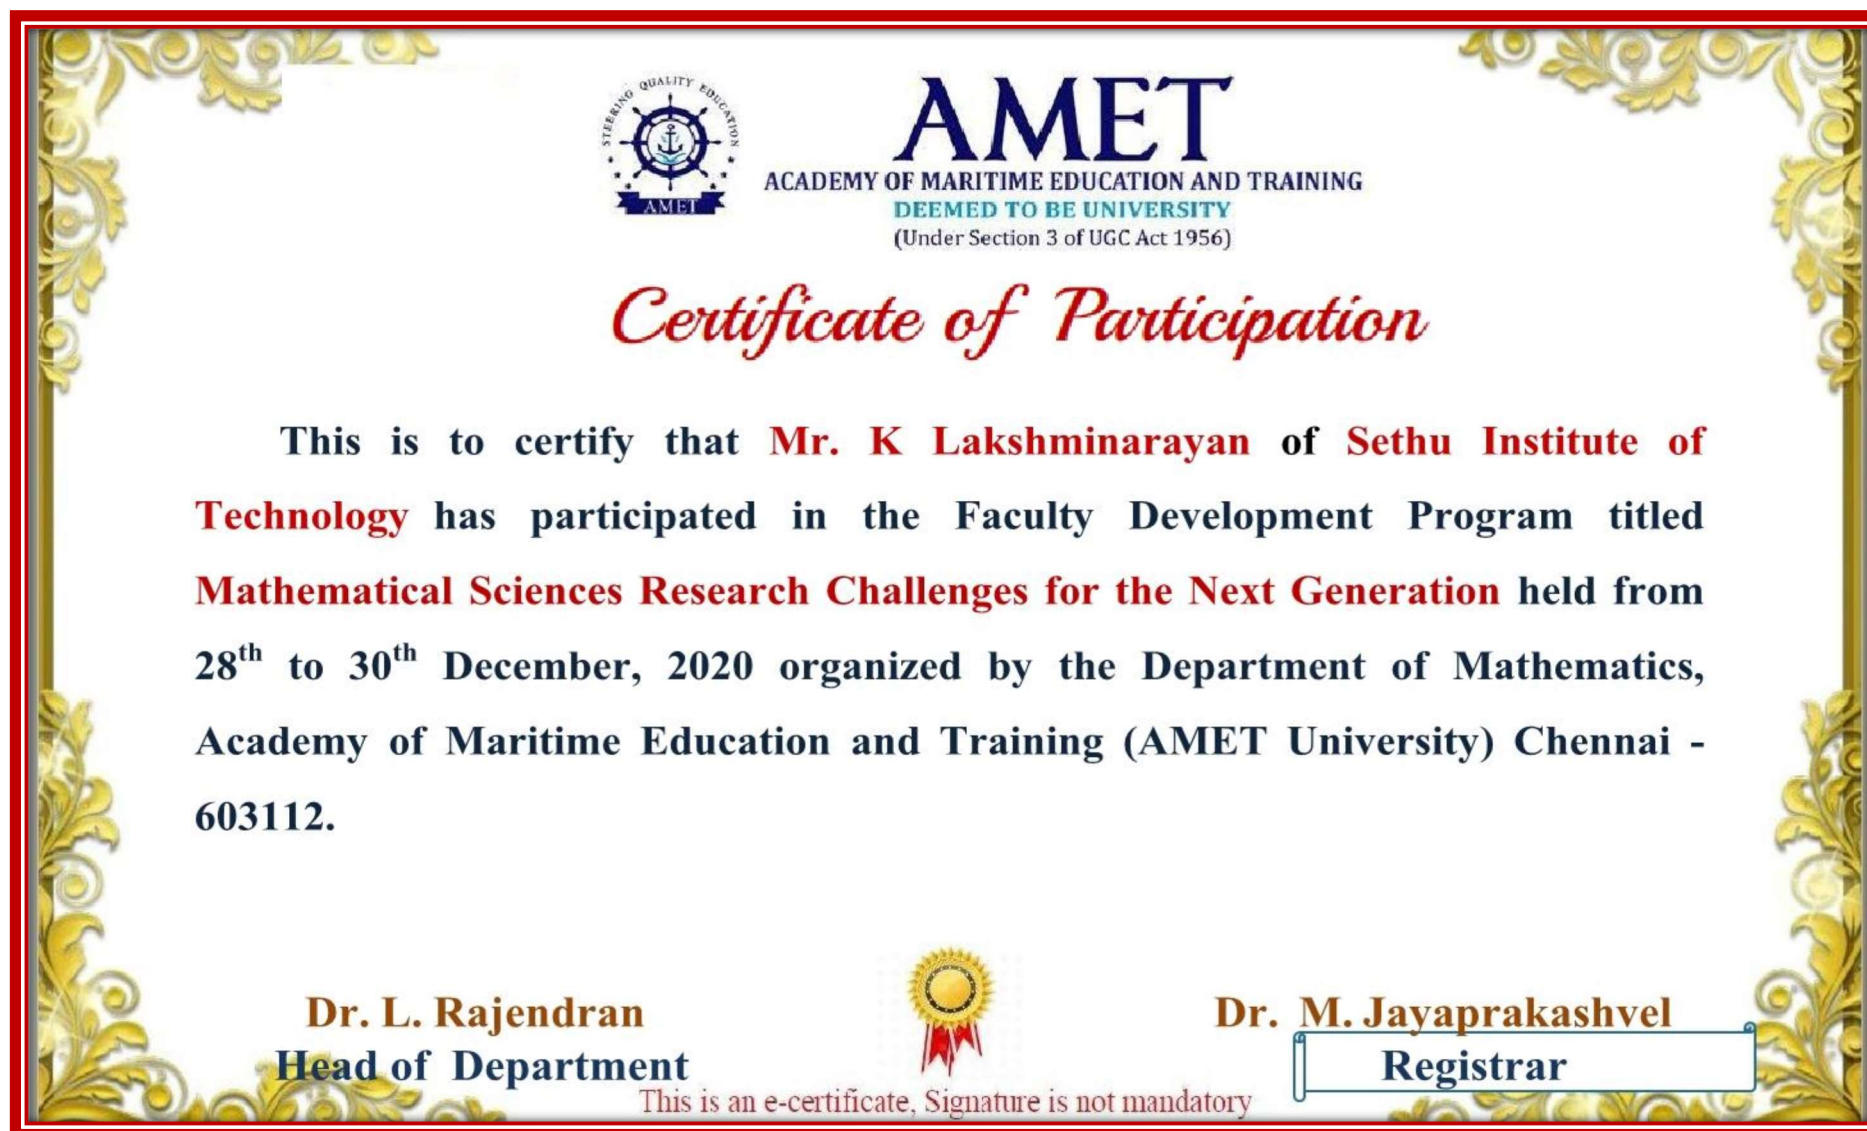 STEERING QUALITY EDUCATION
AMET
AMET
ACADEMY OF MARITIME EDUCATION AND TRAINING
DEEMED TO BE UNIVERSITY
(Under Section 3 of UGC Act 1956)
Certificate of Participation
This is to certify that Mr. K Lakshminarayan of Sethu Institute of
Technology has participated in the Faculty Development Program titled
Mathematical Sciences Research Challenges for the Next Generation held from
28th to 30th December, 2020 organized by the Department of Mathematics,
Academy of Maritime Education and Training (AMET University) Chennai -
603112.
Dr. L. Rajendran
Head of Department
Dr. M. Jayaprakashvel
Registrar
This is an e-certificate, Signature is not mandatory